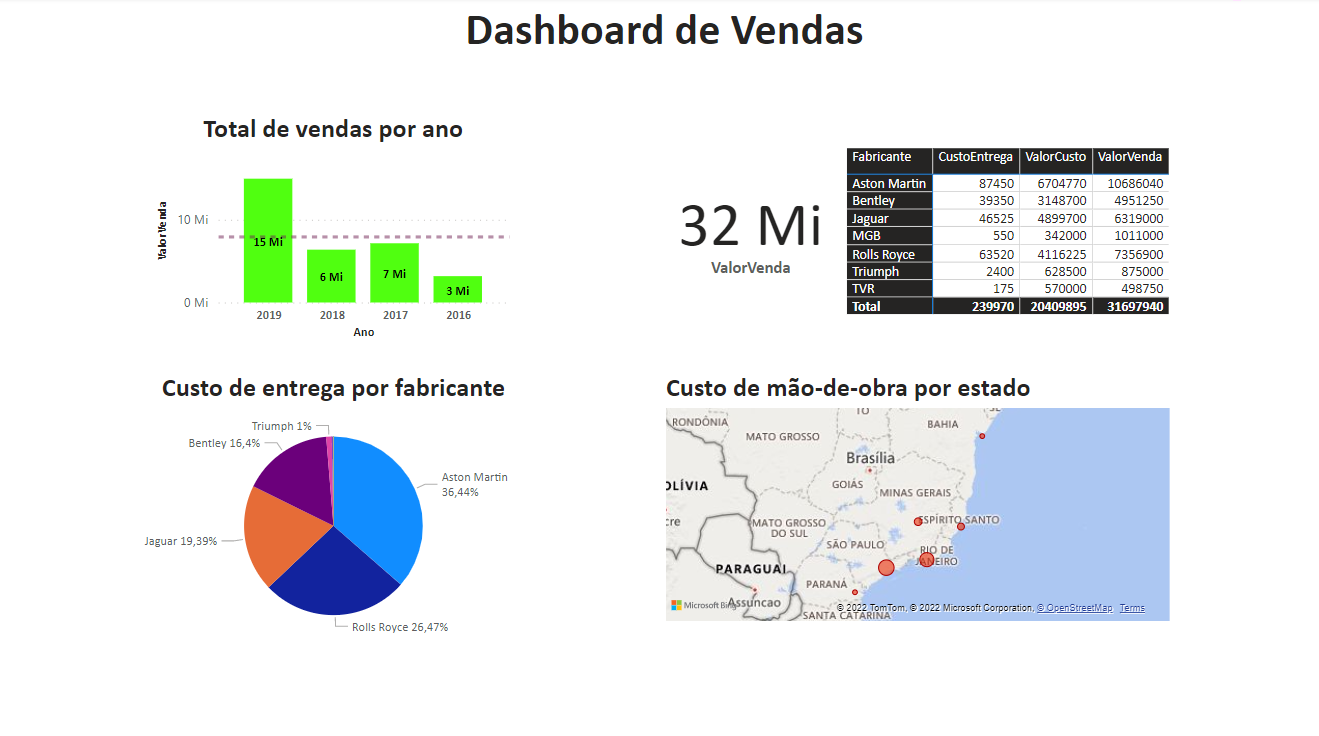 Dashboard de Vendas
Total de vendas por ano
ValorVenda
10 Mi
0 Mi
15 Mi
6 Mi
7 Mi
3 Mi
2019 2018 2017 2016
Ano
32 Mi
ValorVenda
Fabricante CustoEntrega ValorCusto ValorVenda
Aston Martin 87450 6704770 10686040
Bentley 39350 3148700 4951250
Jaguar 46525 4899700 6319000
MGB 550 342000 1011000
Rolls Royce 63520 4116225 7356900
Triumph 2400 628500 875000
TVR 175 570000 498750
Total 239970 20409895 31697940
Custo de entrega por fabricante
Triumph 1%
Bentley 16,4%
Aston Martin
36,44%
Jaguar 19,39%
Rolls Royce 26,47%
Custo de mão-de-obra por estado
TO
RONDÔNIA
BAHIA
MATO GROSSO
Brasília
GOIÁS
OLÍVIA
MINAS GERAIS
cre
MATO GROSSO
DO SUL
ESPÍRITO SANTO
SÃO PAULO
RIO DE
JANEIRO
PARAGUAI
PARANÁ
Assuncao
SANTA CATARINA
Microsoft Bing
© 2022 TomTom, © 2022 Microsoft Corporation, © OpenStreetMap Terms